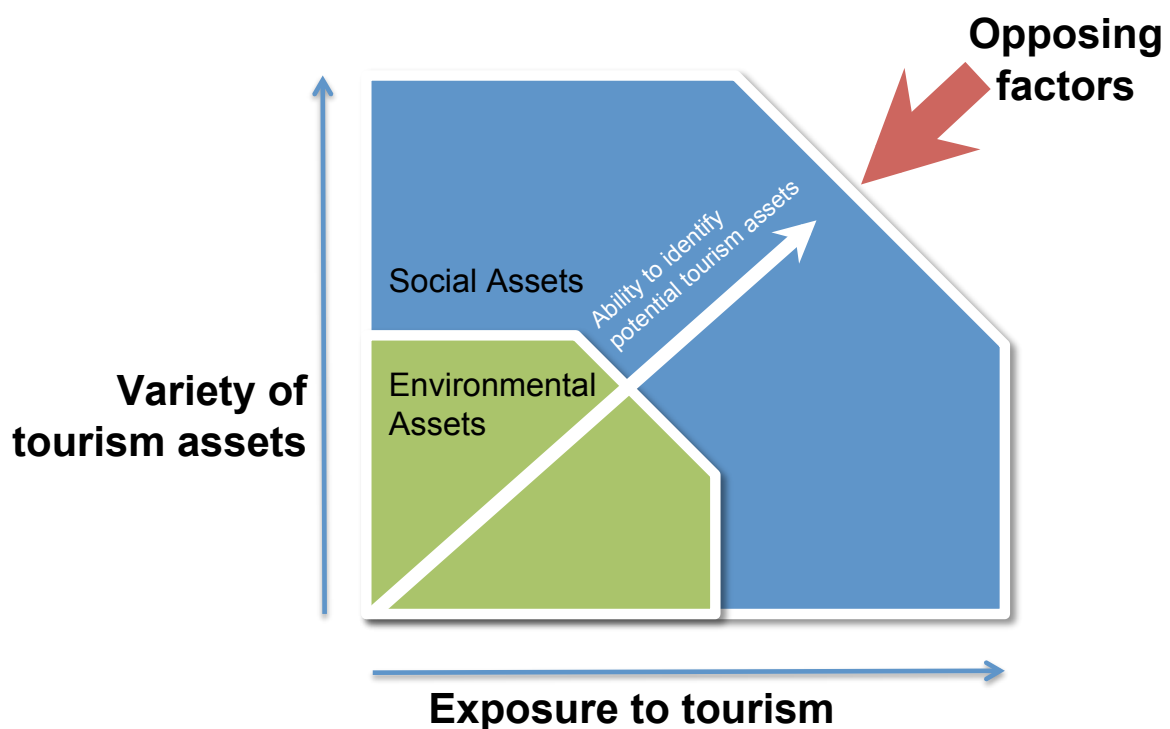 Opposing
factors
Ability to identify
potential tourism assets
Social Assets
Environmental
Assets
Variety of
tourism assets
Exposure to tourism